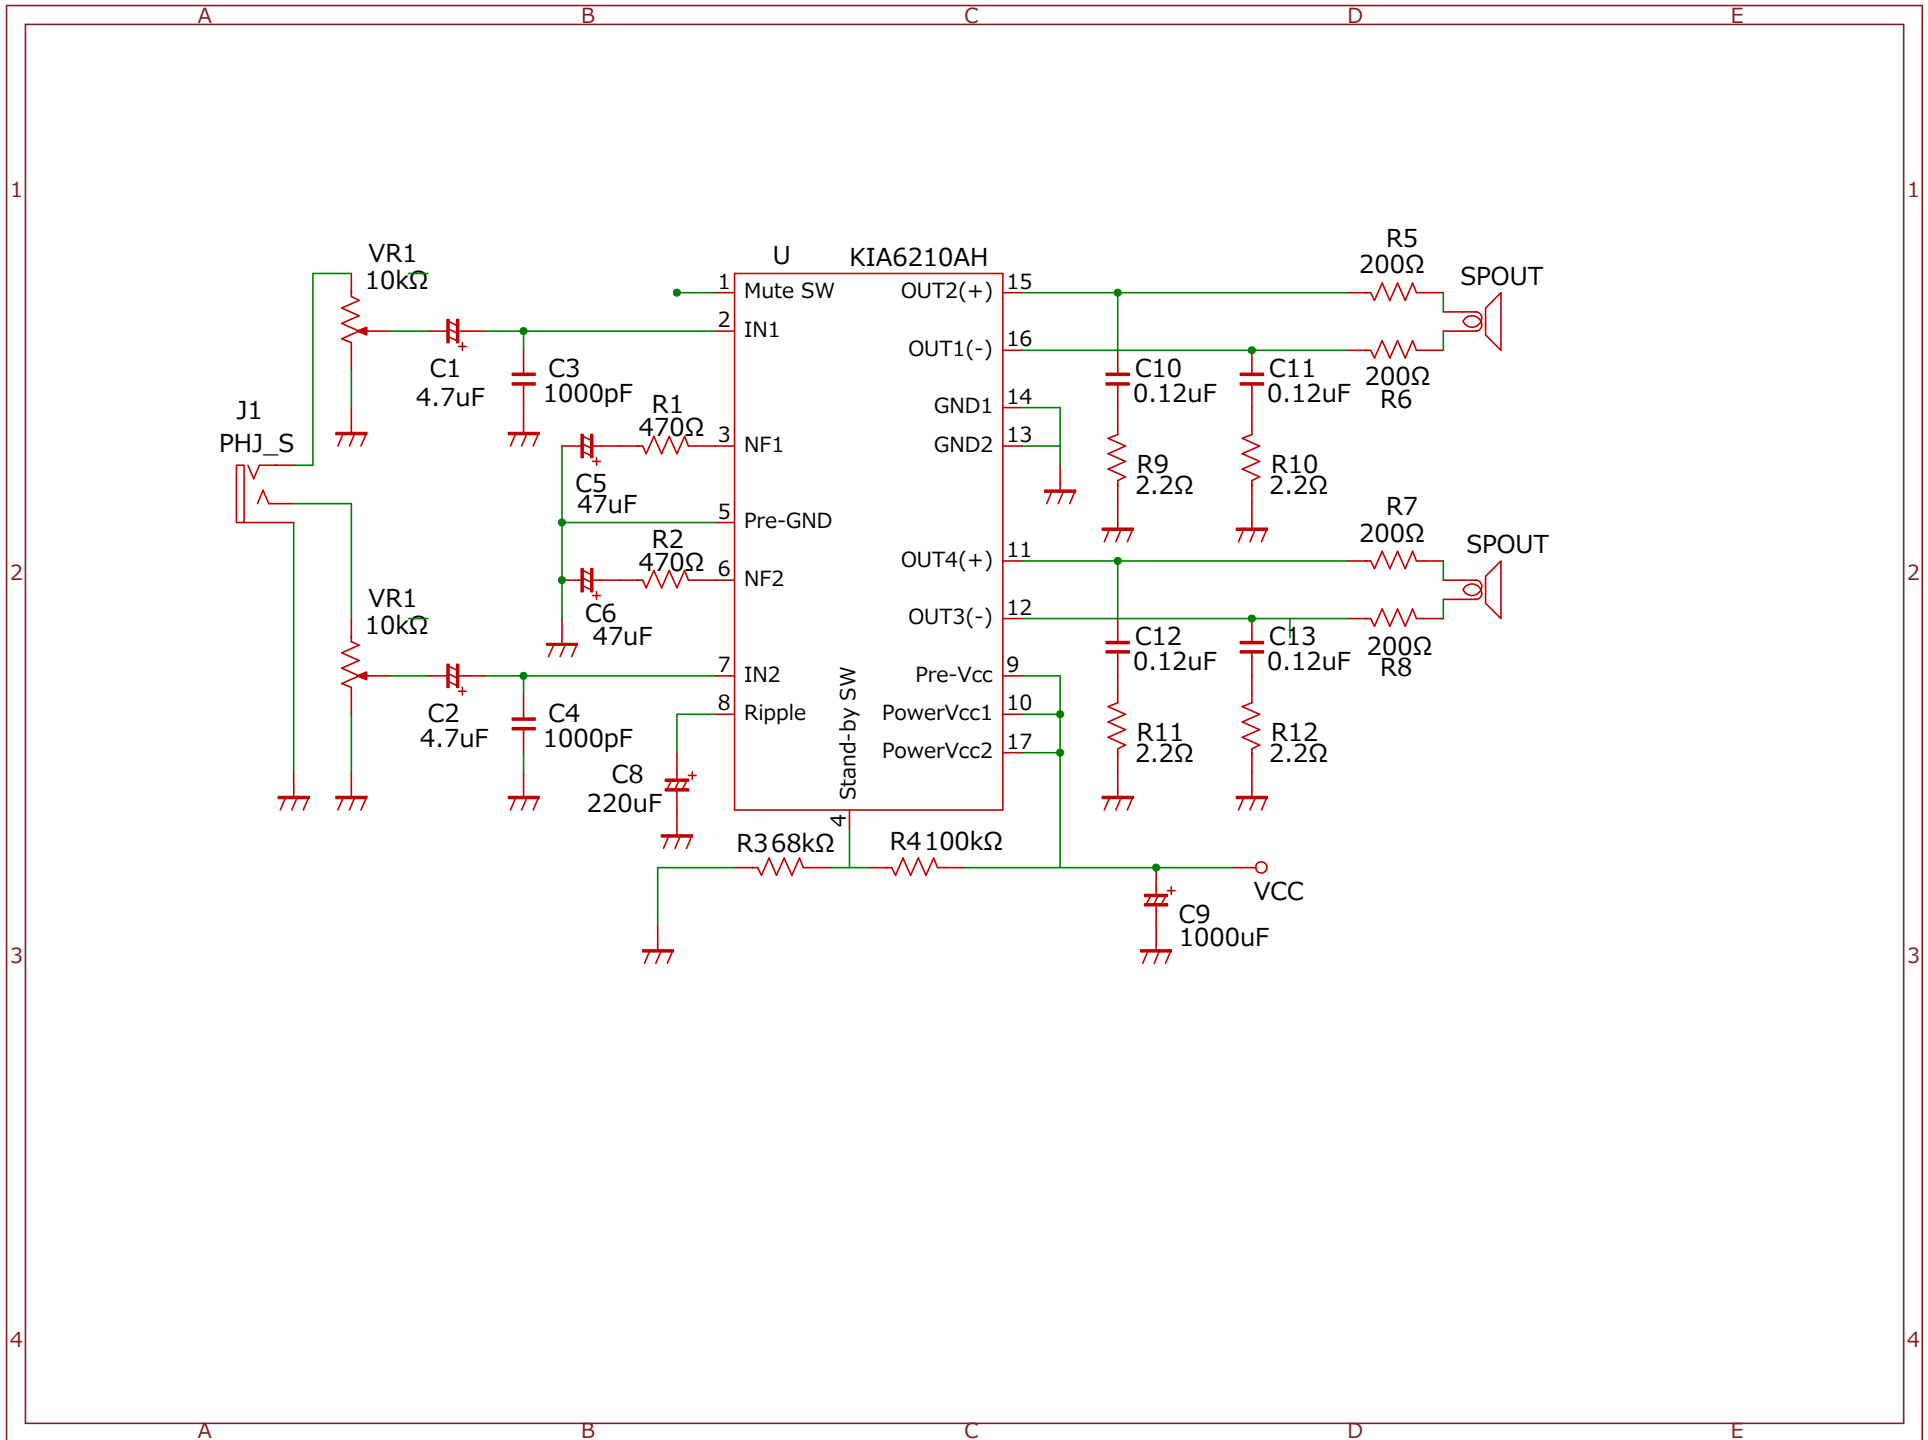 A B C D E
1 1
VR1
10kΩ
C1
4.7uF
C3
1000pF
J1
PHJ_S
R1
470Ω
C5
47uF
R2
470Ω
C6
47uF
VR1
10kΩ
C2
4.7uF
C4
1000pF
C8
220uF
U KIA6210AH
1 Mute SW
2 IN1
3 NF1
5 Pre-GND
6 NF2
7 IN2
8 Ripple
4 Stand-by SW
OUT2(+) 15
OUT1(-) 16
GND1 14
GND2 13
OUT4(+) 11
OUT3(-) 12
Pre-Vcc 9
PowerVcc1 10
PowerVcc2 17
R5
200Ω
SPOUT
200Ω
R6
C10
0.12uF
C11
0.12uF
R9
2.2Ω
R10
2.2Ω
R7
200Ω
SPOUT
200Ω
R8
C12
0.12uF
C13
0.12uF
R11
2.2Ω
R12
2.2Ω
R3 68kΩ
R4 100kΩ
VCC
C9
1000uF
2 2
3 3
4 4
A B C D E